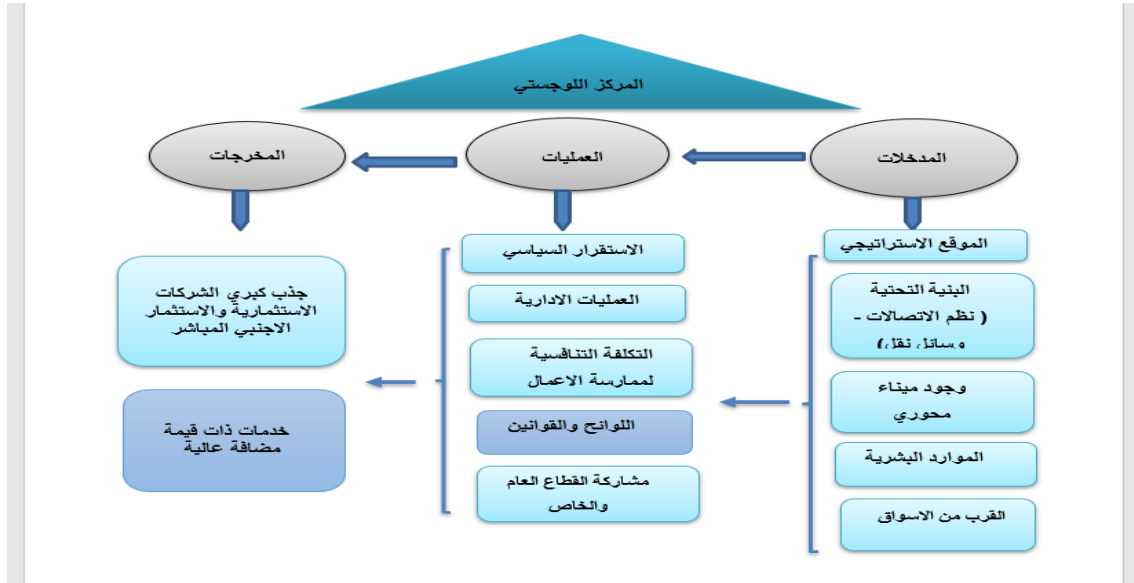 المركز اللوجستي
المدخلات
العمليات
المخرجات
الموقع الاستراتيجي
البنية التحتية
( نظم الاتصالات -
وسائل نقل)
وجود ميناء
محوري
الموارد البشرية
القرب من الاسواق
الاستقرار السياسي
العمليات الادارية
التكلفة التنافسية
لممارسة الاعمال
اللوائح والقوانين
مشاركة القطاع العام
والخاص
جذب كبري الشركات
الاستثمارية والاستثمار
الاجنبي المباشر
خدمات ذات قيمة
مضافة عالية